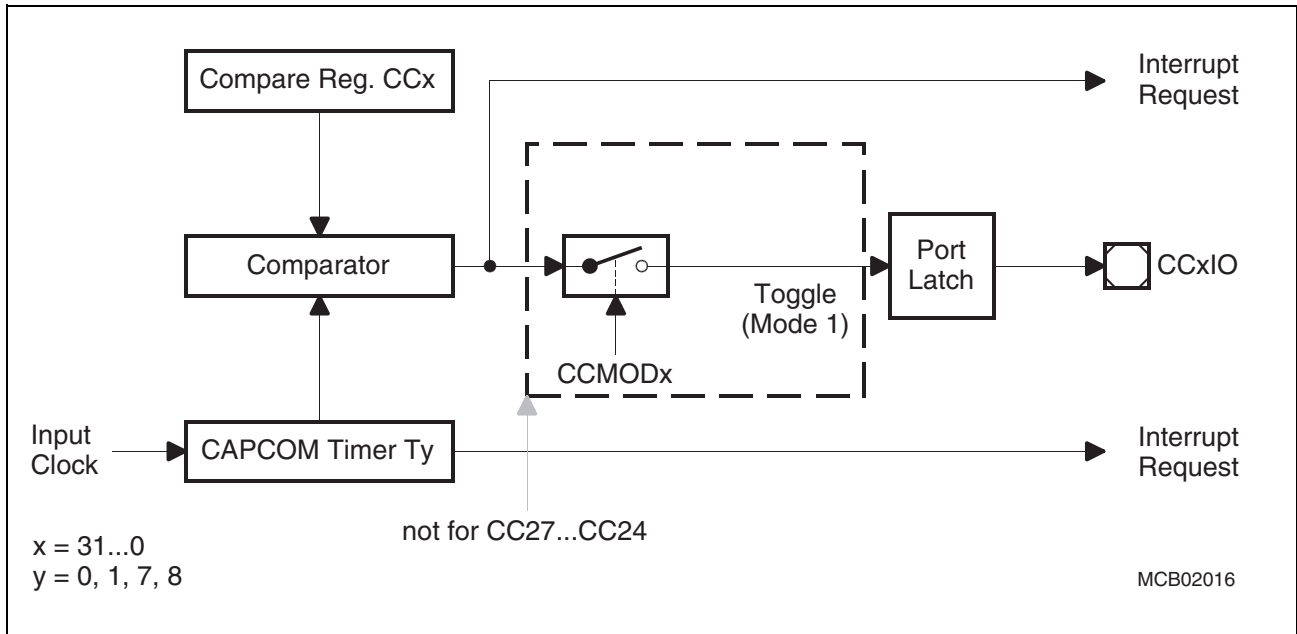 Compare Reg. CCx
Interrupt
Request
Comparator
Port
Latch
CCxIO
Toggle
(Mode 1)
CCMODx
Input
Clock
CAPCOM Timer Ty
Interrupt
Request
not for CC27...CC24
x = 31...0
y = 0, 1, 7, 8
MCB02016